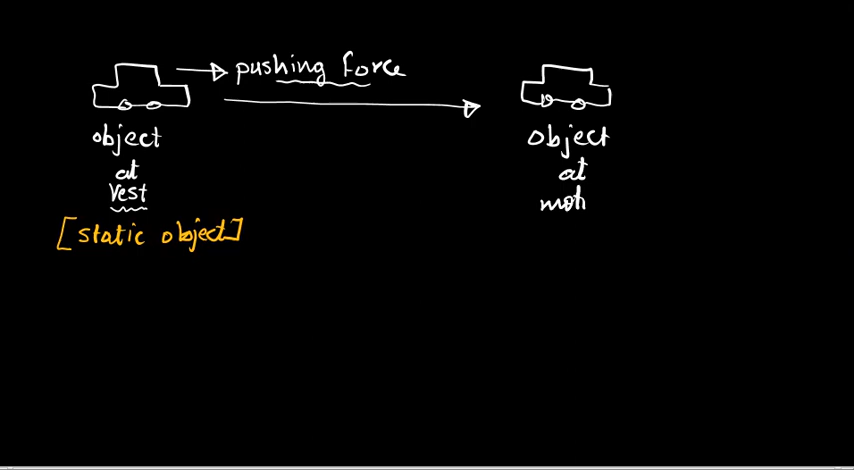 pushing force
object
at
rest
[static object]
object
at
moti